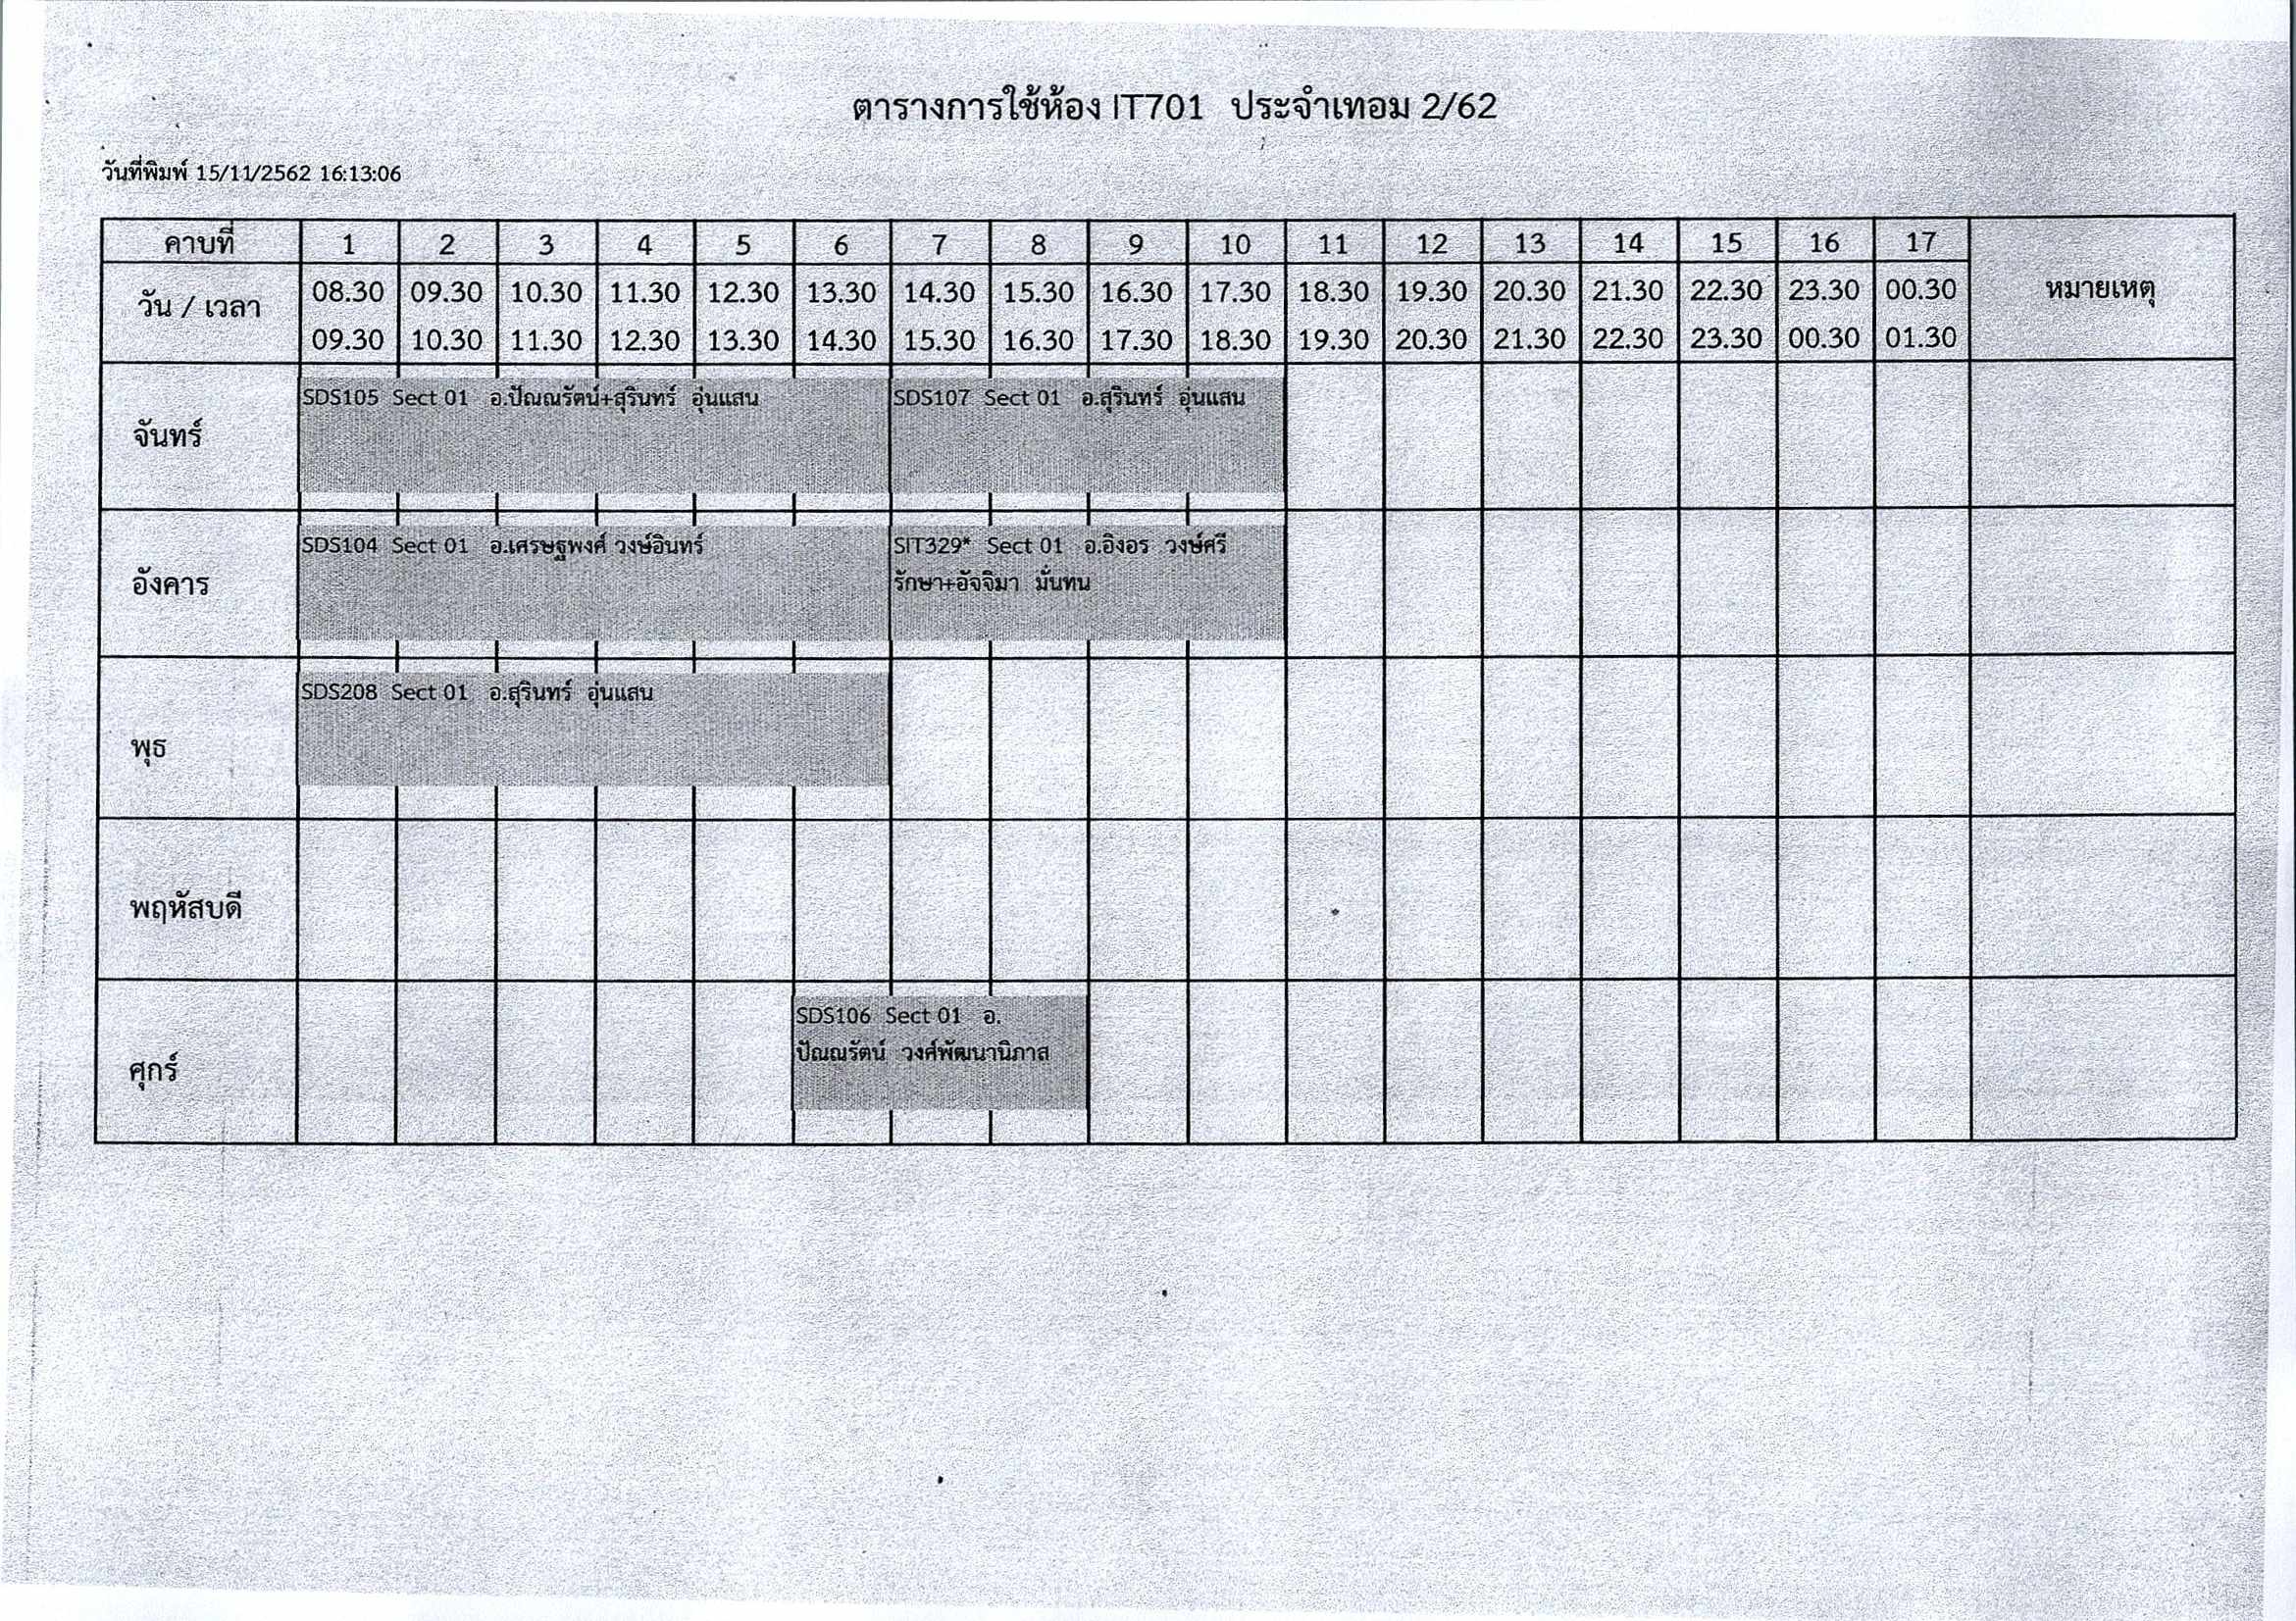 ตารางการใช้ห้อง IT701 ประจำเทอม 2/62
วันที่พิมพ์ 15/11/2562 16:13:06
คาบที่ 1 2 3 4 5 6 7 8 9 10 11 12 13 14 15 16 17
วัน / เวลา 08.30 09.30 10.30 11.30 12.30 13.30 14.30 15.30 16.30 17.30 18.30 19.30 20.30 21.30 22.30 23.30 00.30 หมายเหตุ
09.30 10.30 11.30 12.30 13.30 14.30 15.30 16.30 17.30 18.30 19.30 20.30 21.30 22.30 23.30 00.30 01.30
จันทร์
SDS105 Sect 01 อ.ปัณณรัตน์+สุรินทร์ อุ่นแสน
SDS107 Sect 01 อ.สุรินทร์ อุ่นแสน
อังคาร
SDS104 Sect 01 อ.เศรษฐพงศ์ วงษ์อินทร์
SIT329* Sect 01 อ.อิงอร วงษ์ศรี
รักษา+อัจจิมา มั่นทน
พุธ
SDS208 Sect 01 อ.สุรินทร์ อุ่นแสน
พฤหัสบดี
ศุกร์
SDS106 Sect 01 อ.
ปัณณรัตน์ วงศ์พัฒนานิภาส